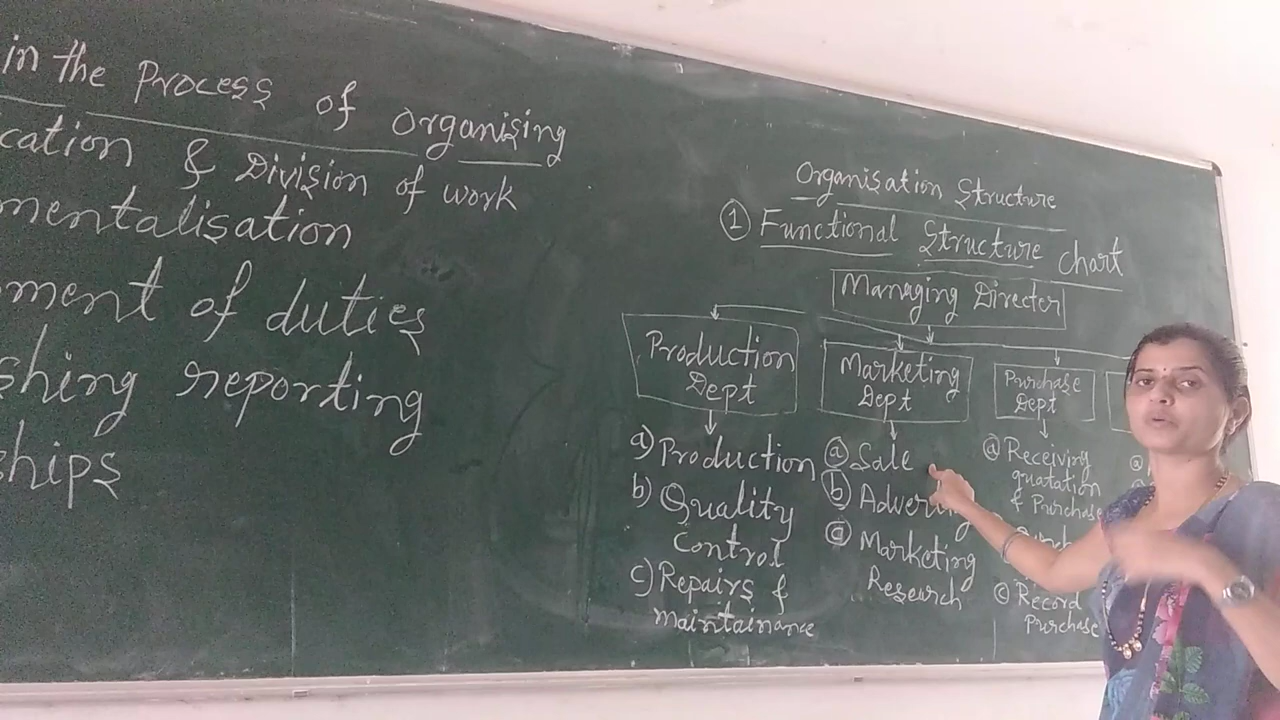 in the Process of Organising
cation & Division of work
mentalisation
ment of duties
shing reporting
ships
Organisation Structure
① Functional Structure Chart
Managing Director
Production
Dept
Marketing
Dept
Purchase
Dept
a) Production
b) Quality
Control
c) Repairs &
maintainance
ⓐ Sale
ⓑ Advering
ⓓ Marketing
Research
ⓐ Receiving
quatation
& Purchase
ⓒ Record
Purchase
ⓐ